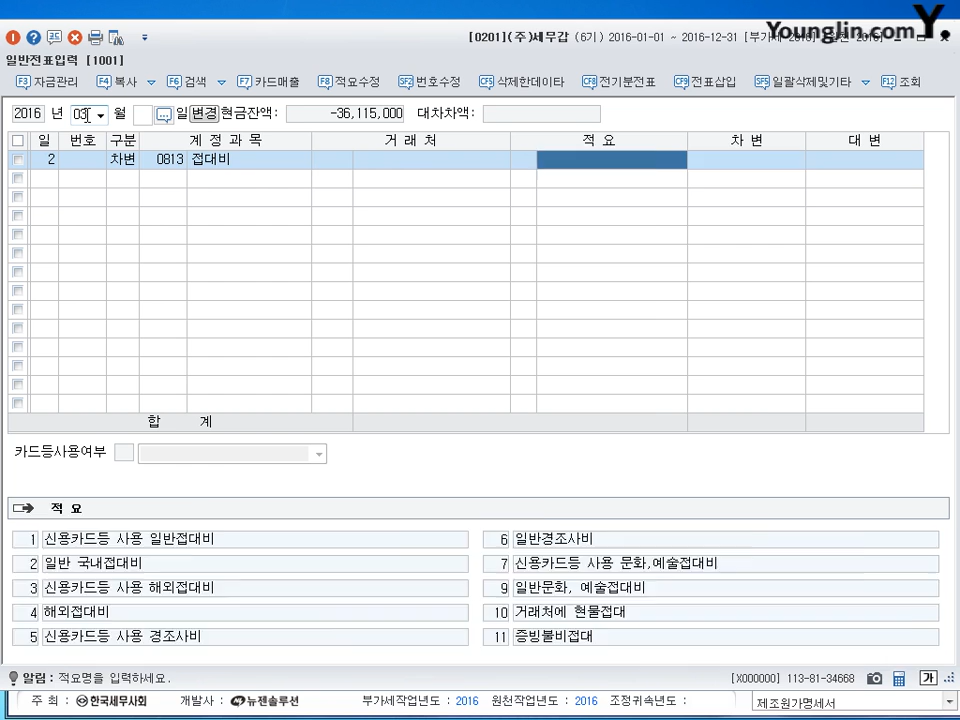 Younglin.com Y.
[0201](주)세무갑 (6기) 2016-01-01 ~ 2016-12-31
일반전표입력 [1001]
F3 자금관리 F4 복사 F6 검색 F7 카드매출 F8 적요수정 SF2 번호수정 CF5 삭제한데이타 CF8 전기분전표 CF9 전표삽입 SF5 일괄삭제및기타 F12 조회
2016 년 03 월 일 변경 현금잔액: -36,115,000 대차차액:
일 번호 구분 계 정 과 목 거 래 처 적 요 차 변 대 변
2 차변 0813 접대비
합 계
카드등사용여부
적 요
1 신용카드등 사용 일반접대비
2 일반 국내접대비
3 신용카드등 사용 해외접대비
4 해외접대비
5 신용카드등 사용 경조사비
6 일반경조사비
7 신용카드등 사용 문화,예술접대비
9 일반문화, 예술접대비
10 거래처에 현물접대
11 증빙불비접대비
알림 : 적요명을 입력하세요. [X00000] 113-81-34668 가
주 최 : 한국세무사회 개발사 : 뉴젠솔루션 부가세작업년도 : 2016 원천작업년도 : 2016 조정귀속년도 : 제조원가명세서